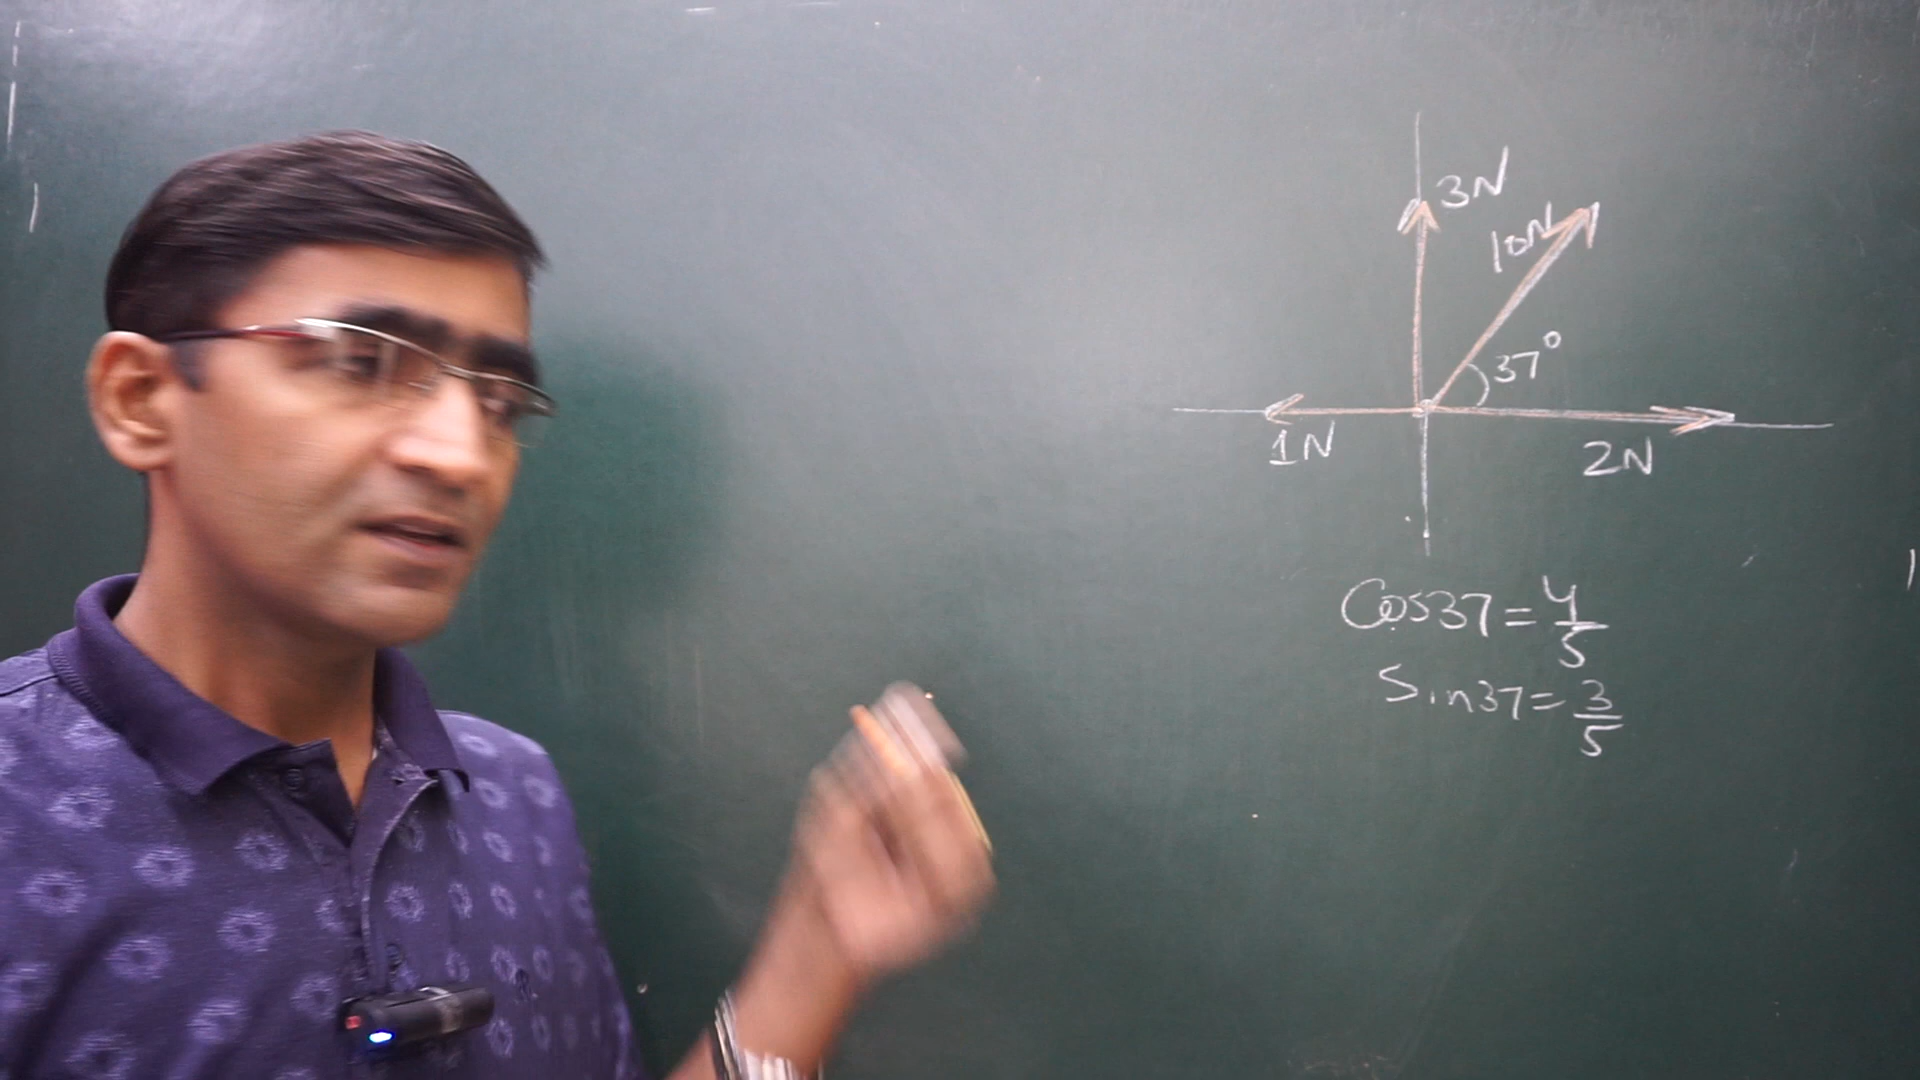 3N
10N
37°
1N
2N
Cos37 = 4/5
Sin37 = 3/5